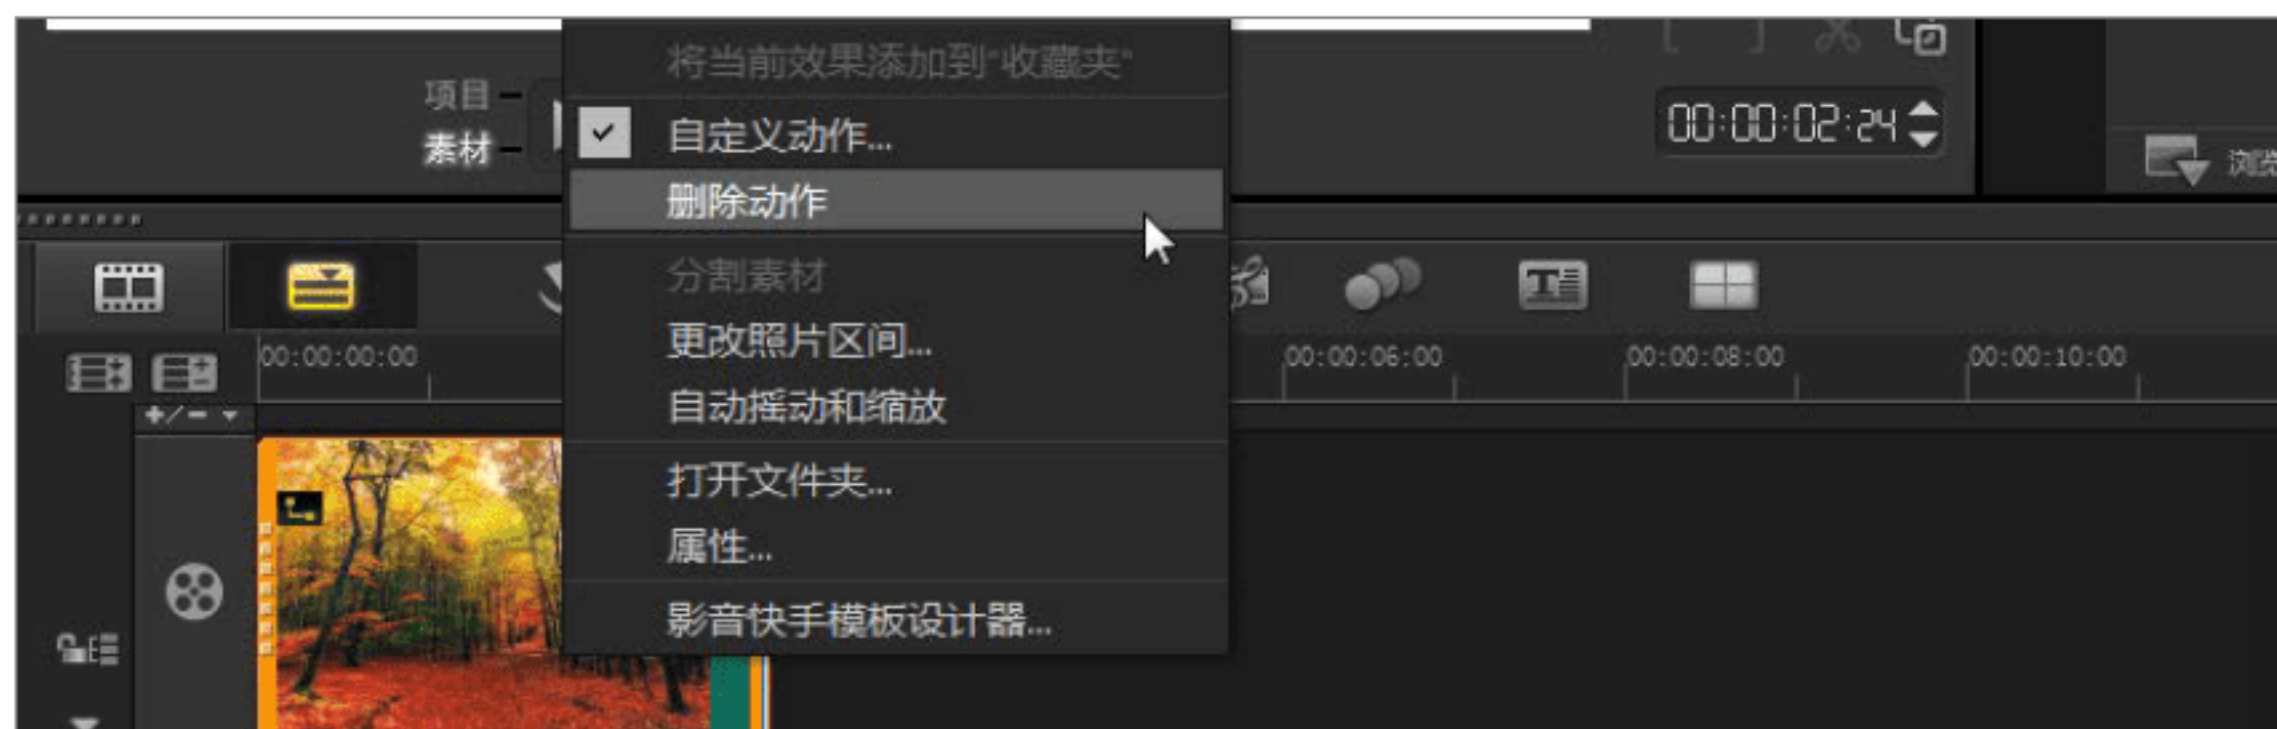 将当前效果添加到“收藏夹”
项目
自定义动作...
00:00:02:24
素材
浏览
删除动作
分割素材
更改照片区间...
00:00:00:00
00:00:06:00
00:00:08:00
00:00:10:00
自动摇动和缩放
+/-
打开文件夹...
属性...
影音快手模板设计器...